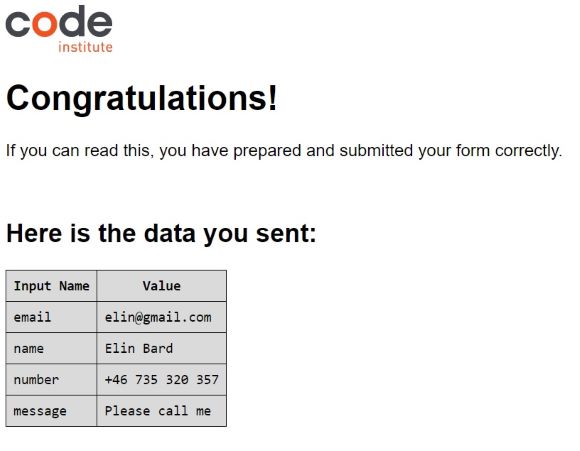 code
institute
Congratulations!
If you can read this, you have prepared and submitted your form correctly.
Here is the data you sent:
Input Name Value
email elin@gmail.com
name Elin Bard
number +46 735 320 357
message Please call me